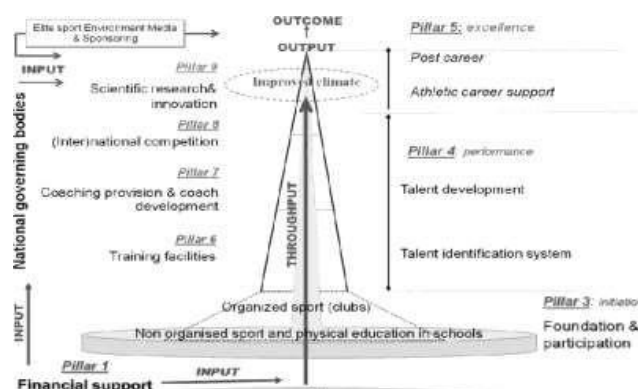 OUTCOME
Elite sport Environment Media
& Sponsoring
OUTPUT
INPUT
Pillar 5: excellence
Post career
Athletic career support
Pillar 9
Scientific research&
innovation
Improved climate
Pillar 8
(Inter)national competition
Pillar 7
Coaching provision & coach
development
Pillar 6
Training facilities
THROUGHPUT
Pillar 4: performance
Talent development
Talent identification system
National governing bodies
INPUT
Organized sport (clubs)
Non organised sport and physical education in schools
Pillar 3: initiation
Foundation &
participation
Pillar 1
Financial support
INPUT